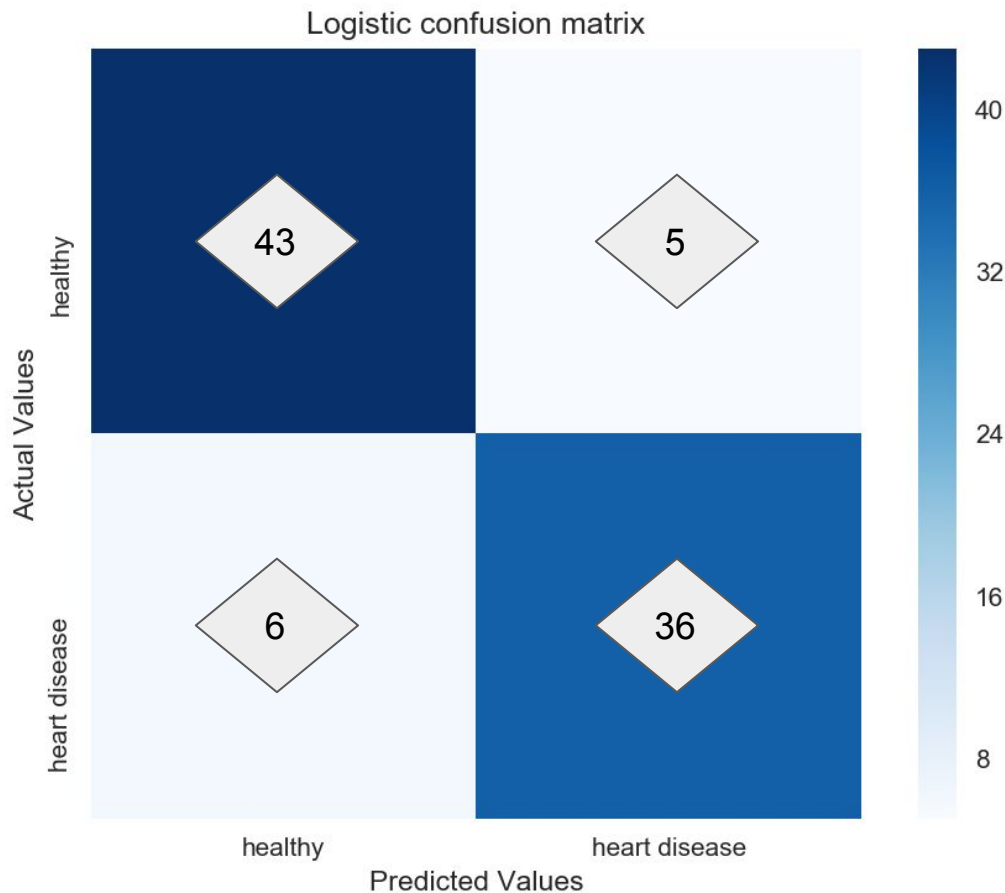 Logistic confusion matrix
healthy
heart disease
Actual Values
43
5
6
36
healthy
heart disease
Predicted Values
40
32
24
16
8